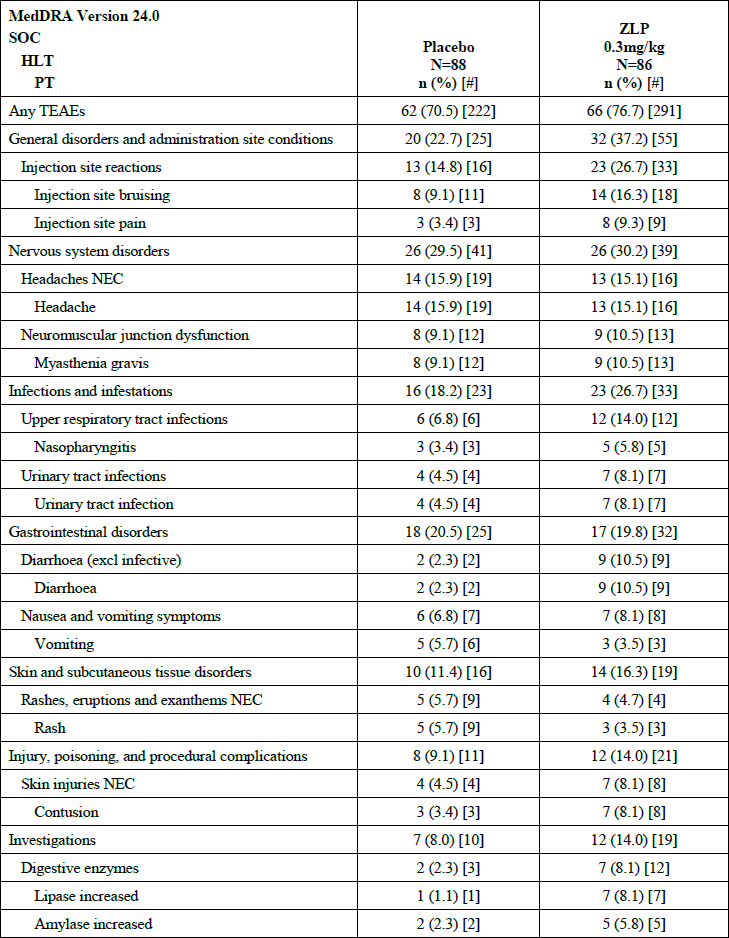 MedDRA Version 24.0
SOC
HLT
PT
Placebo
N=88
n (%) [#]
ZLP
0.3mg/kg
N=86
n (%) [#]
Any TEAEs 62 (70.5) [222] 66 (76.7) [291]
General disorders and administration site conditions 20 (22.7) [25] 32 (37.2) [55]
Injection site reactions 13 (14.8) [16] 23 (26.7) [33]
Injection site bruising 8 (9.1) [11] 14 (16.3) [18]
Injection site pain 3 (3.4) [3] 8 (9.3) [9]
Nervous system disorders 26 (29.5) [41] 26 (30.2) [39]
Headaches NEC 14 (15.9) [19] 13 (15.1) [16]
Headache 14 (15.9) [19] 13 (15.1) [16]
Neuromuscular junction dysfunction 8 (9.1) [12] 9 (10.5) [13]
Myasthenia gravis 8 (9.1) [12] 9 (10.5) [13]
Infections and infestations 16 (18.2) [23] 23 (26.7) [33]
Upper respiratory tract infections 6 (6.8) [6] 12 (14.0) [12]
Nasopharyngitis 3 (3.4) [3] 5 (5.8) [5]
Urinary tract infections 4 (4.5) [4] 7 (8.1) [7]
Urinary tract infection 4 (4.5) [4] 7 (8.1) [7]
Gastrointestinal disorders 18 (20.5) [25] 17 (19.8) [32]
Diarrhoea (excl infective) 2 (2.3) [2] 9 (10.5) [9]
Diarrhoea 2 (2.3) [2] 9 (10.5) [9]
Nausea and vomiting symptoms 6 (6.8) [7] 7 (8.1) [8]
Vomiting 5 (5.7) [6] 3 (3.5) [3]
Skin and subcutaneous tissue disorders 10 (11.4) [16] 14 (16.3) [19]
Rashes, eruptions and exanthems NEC 5 (5.7) [9] 4 (4.7) [4]
Rash 5 (5.7) [9] 3 (3.5) [3]
Injury, poisoning, and procedural complications 8 (9.1) [11] 12 (14.0) [21]
Skin injuries NEC 4 (4.5) [4] 7 (8.1) [8]
Contusion 3 (3.4) [3] 7 (8.1) [8]
Investigations 7 (8.0) [10] 12 (14.0) [19]
Digestive enzymes 2 (2.3) [3] 7 (8.1) [12]
Lipase increased 1 (1.1) [1] 7 (8.1) [7]
Amylase increased 2 (2.3) [2] 5 (5.8) [5]